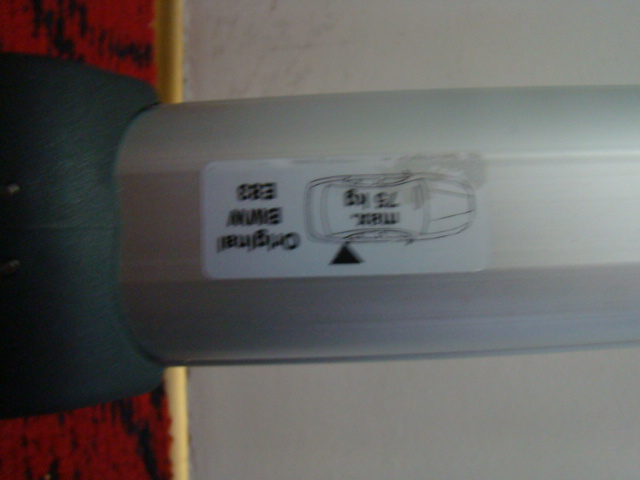 Original
BMW
E83
max.
75 kg